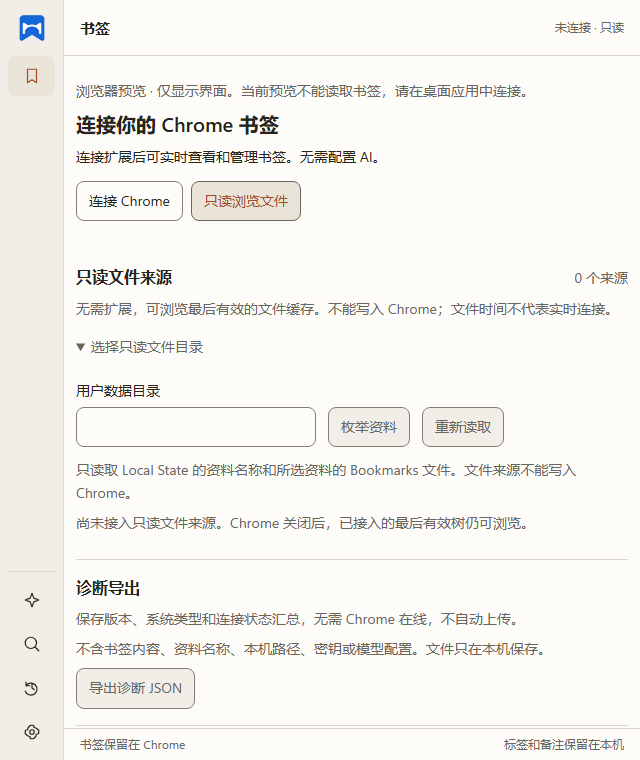 书签
未连接 · 只读
浏览器预览 · 仅显示界面。当前预览不能读取书签，请在桌面应用中连接。
连接你的 Chrome 书签
连接扩展后可实时查看和管理书签。无需配置 AI。
连接 Chrome
只读浏览文件
只读文件来源
0 个来源
无需扩展，可浏览最后有效的文件缓存。不能写入 Chrome；文件时间不代表实时连接。
▼ 选择只读文件目录
用户数据目录
枚举资料
重新读取
只读取 Local State 的资料名称和所选资料的 Bookmarks 文件。文件来源不能写入
Chrome。
尚未接入只读文件来源。Chrome 关闭后，已接入的最后有效树仍可浏览。
诊断导出
保存版本、系统类型和连接状态汇总，无需 Chrome 在线，不自动上传。
不含书签内容、资料名称、本机路径、密钥或模型配置。文件只在本机保存。
导出诊断 JSON
书签保留在 Chrome
标签和备注保留在本机